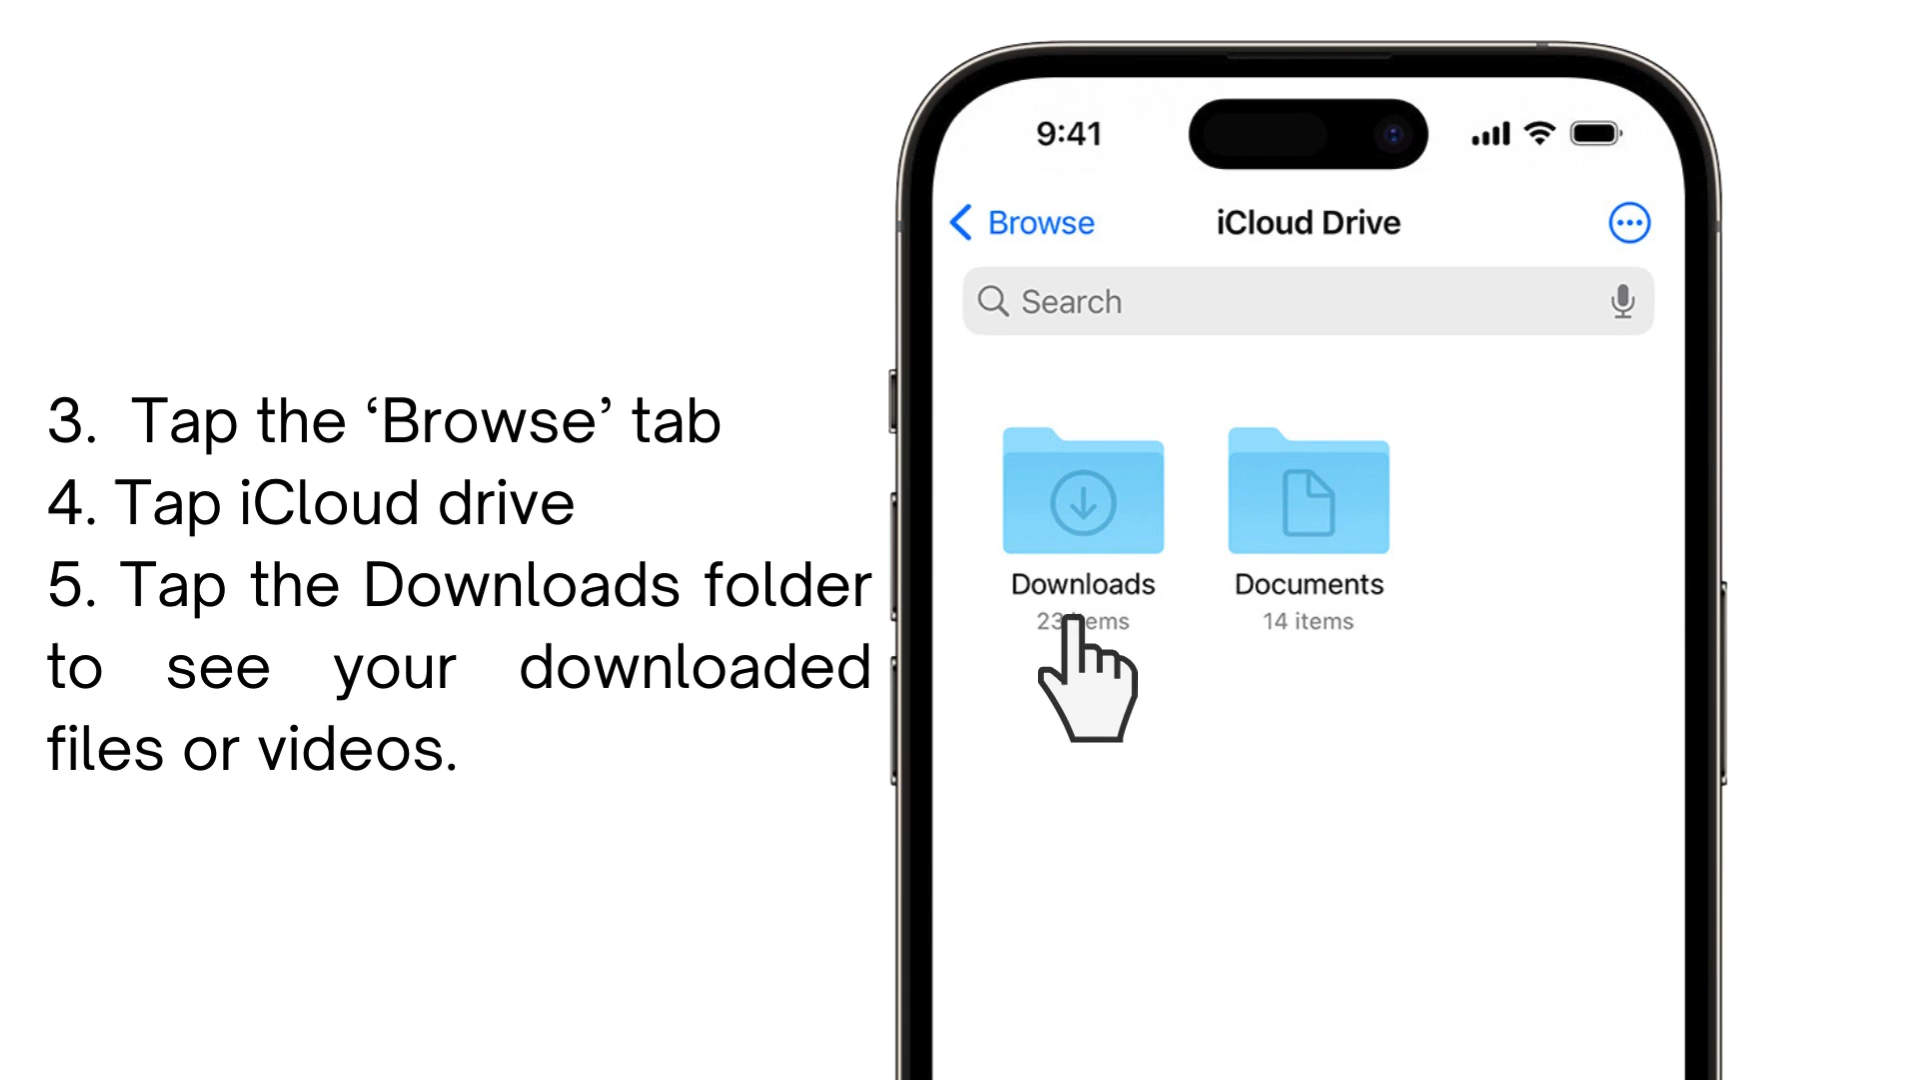 3. Tap the ‘Browse’ tab
4. Tap iCloud drive
5. Tap the Downloads folder
to see your downloaded
files or videos.
9:41
Browse
iCloud Drive
Search
Downloads
Documents
14 items